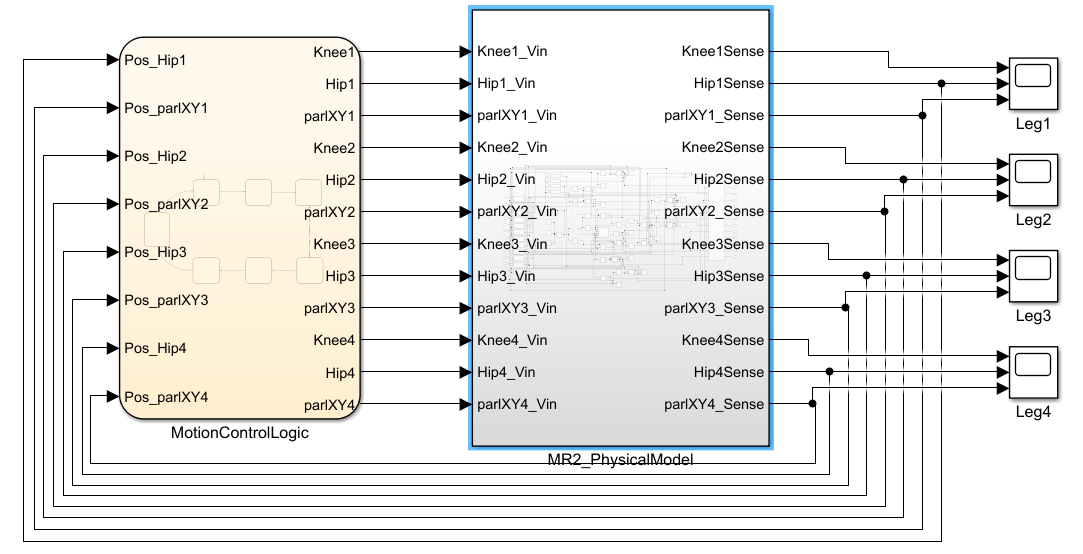 Pos_Hip1
Pos_parlXY1
Pos_Hip2
Pos_parlXY2
Pos_Hip3
Pos_parlXY3
Pos_Hip4
Pos_parlXY4
Knee1
Hip1
parlXY1
Knee2
Hip2
parlXY2
Knee3
Hip3
parlXY3
Knee4
Hip4
parlXY4
MotionControlLogic
Knee1_Vin
Hip1_Vin
parlXY1_Vin
Knee2_Vin
Hip2_Vin
parlXY2_Vin
Knee3_Vin
Hip3_Vin
parlXY3_Vin
Knee4_Vin
Hip4_Vin
parlXY4_Vin
Knee1Sense
Hip1Sense
parlXY1_Sense
Knee2Sense
Hip2Sense
parlXY2_Sense
Knee3Sense
Hip3Sense
parlXY3_Sense
Knee4Sense
Hip4Sense
parlXY4_Sense
MR2_PhysicalModel
Leg1
Leg2
Leg3
Leg4